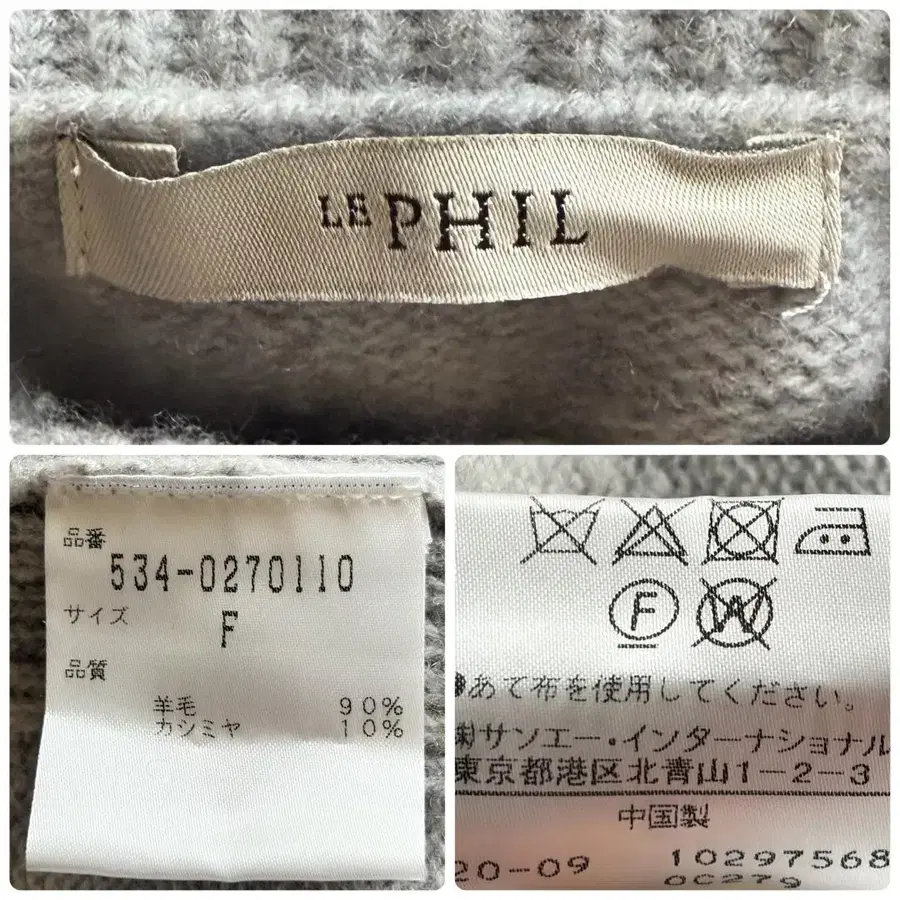 LE PHIL
品番
534-0270110
サイズ
F
品質
羊毛 90%
カシミヤ 10%
F
W
●あて布を使用してください。
㈱サンエー・インターナショナル
東京都港区北青山1-2-3
中国製
20-09 10297568
0C279